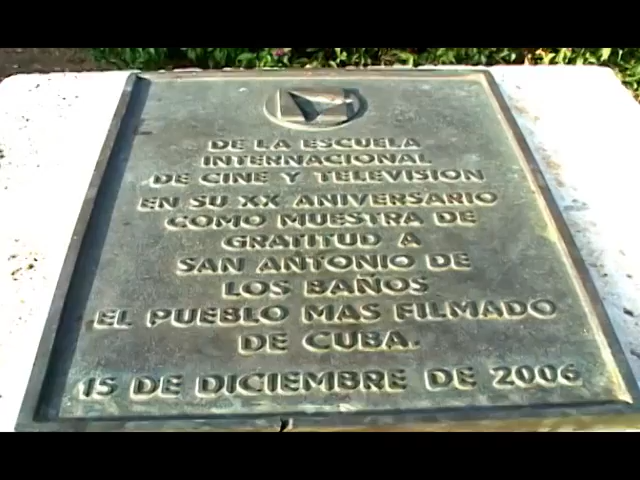 DE LA ESCUELA
INTERNACIONAL
DE CINE Y TELEVISION
EN SU XX ANIVERSARIO
COMO MUESTRA DE
GRATITUD A
SAN ANTONIO DE
LOS BAÑOS
EL PUEBLO MAS FILMADO
DE CUBA.
15 DE DICIEMBRE DE 2006